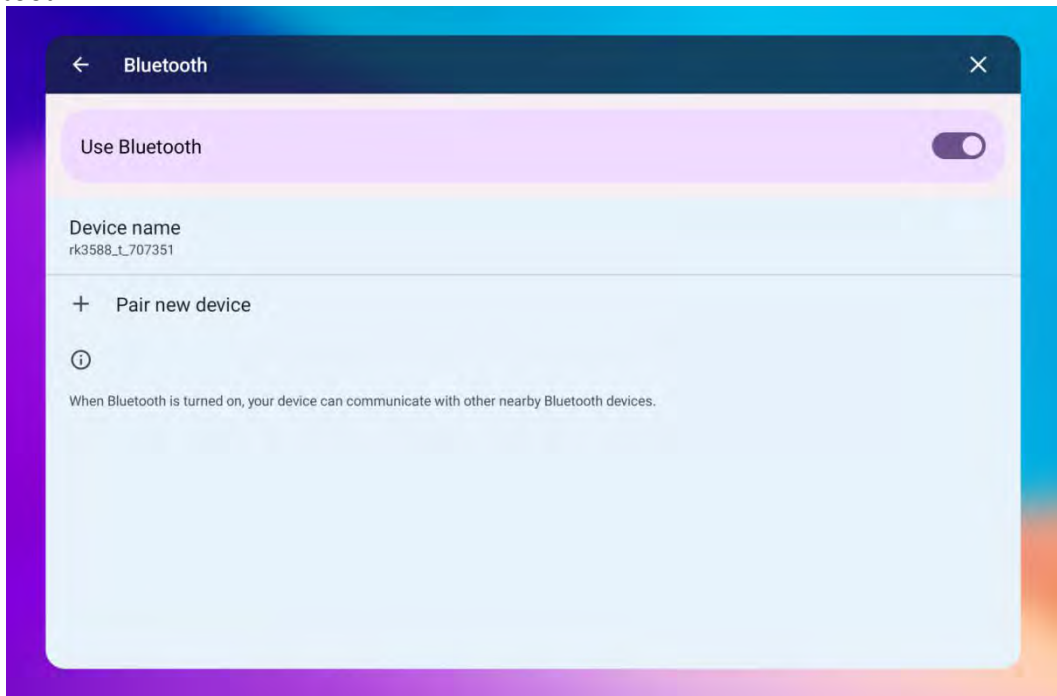 Bluetooth
Use Bluetooth
Device name
rk3588_t_707351
Pair new device
When Bluetooth is turned on, your device can communicate with other nearby Bluetooth devices.